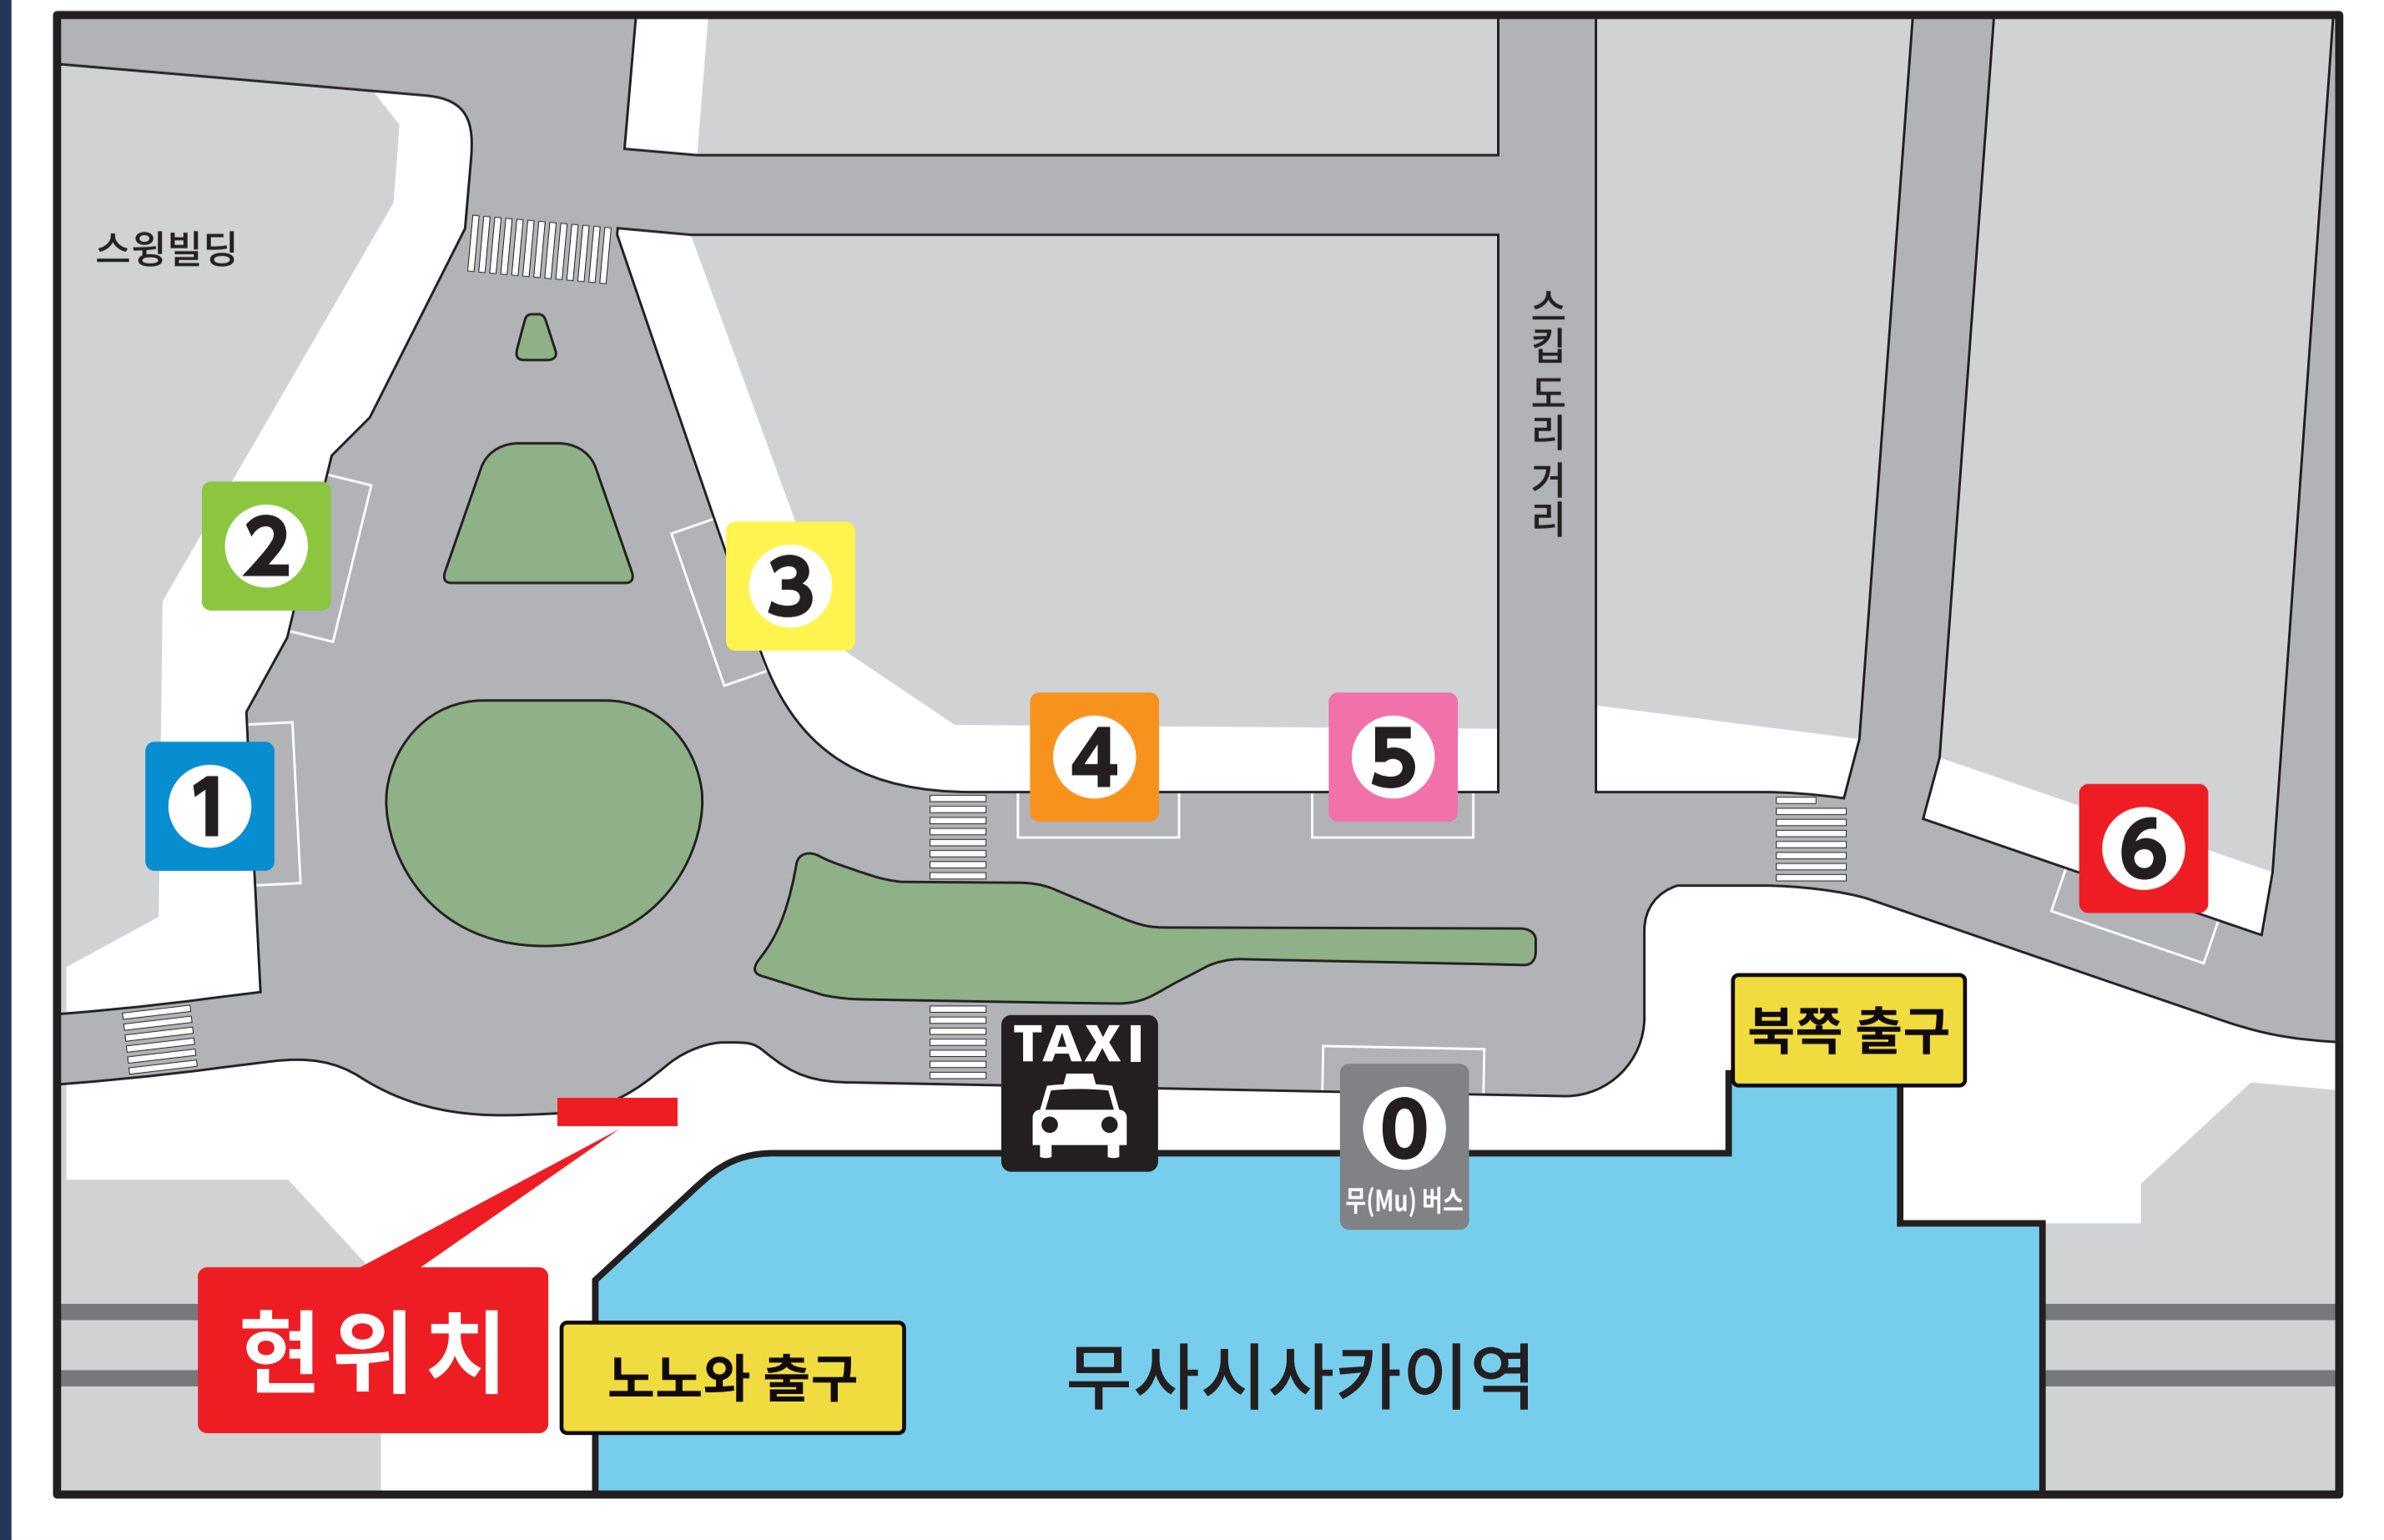 스윙빌딩
스킵 도리 거리
2
3
4
5
1
6
북쪽 출구
TAXI
0
무(Mu)버스
현위치
노노와 출구
무사시사카이역